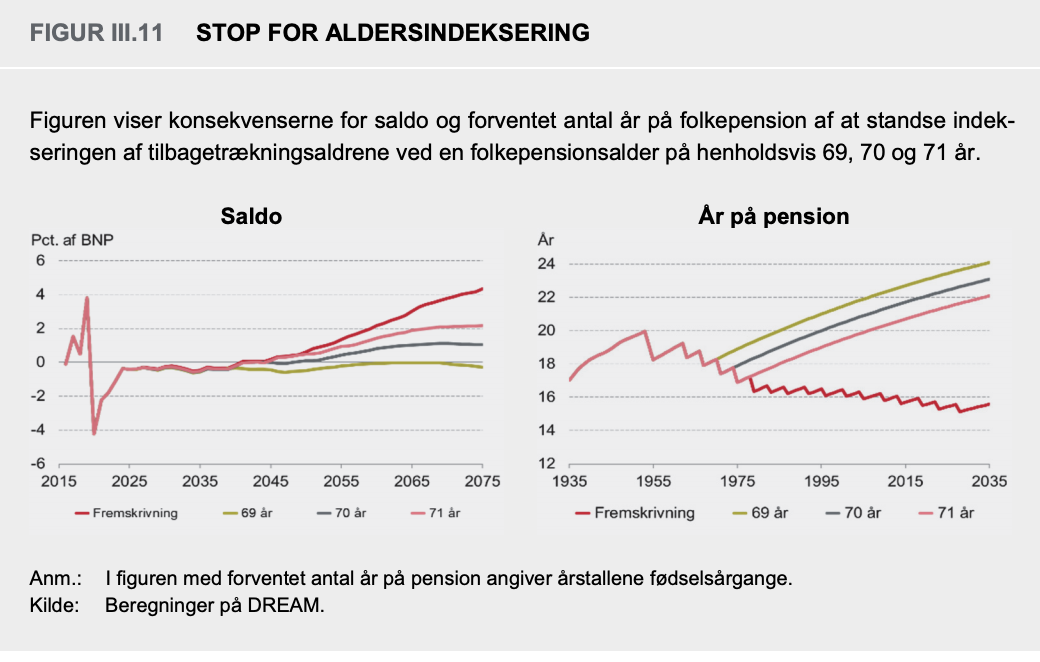 FIGUR III.11 STOP FOR ALDERSINDEKSERING
Figuren viser konsekvenserne for saldo og forventet antal år på folkepension af at standse indek-
seringen af tilbagetrækningsaldrene ved en folkepensionsalder på henholdsvis 69, 70 og 71 år.
Saldo
Pct. af BNP
6
4
2
0
-2
-4
-6
2015 2025 2035 2045 2055 2065 2075
Fremskrivning 69 år 70 år 71 år
År på pension
År
24
22
20
18
16
14
12
1935 1955 1975 1995 2015 2035
Fremskrivning 69 år 70 år 71 år
Anm.: I figuren med forventet antal år på pension angiver årstallene fødselsårgange.
Kilde: Beregninger på DREAM.